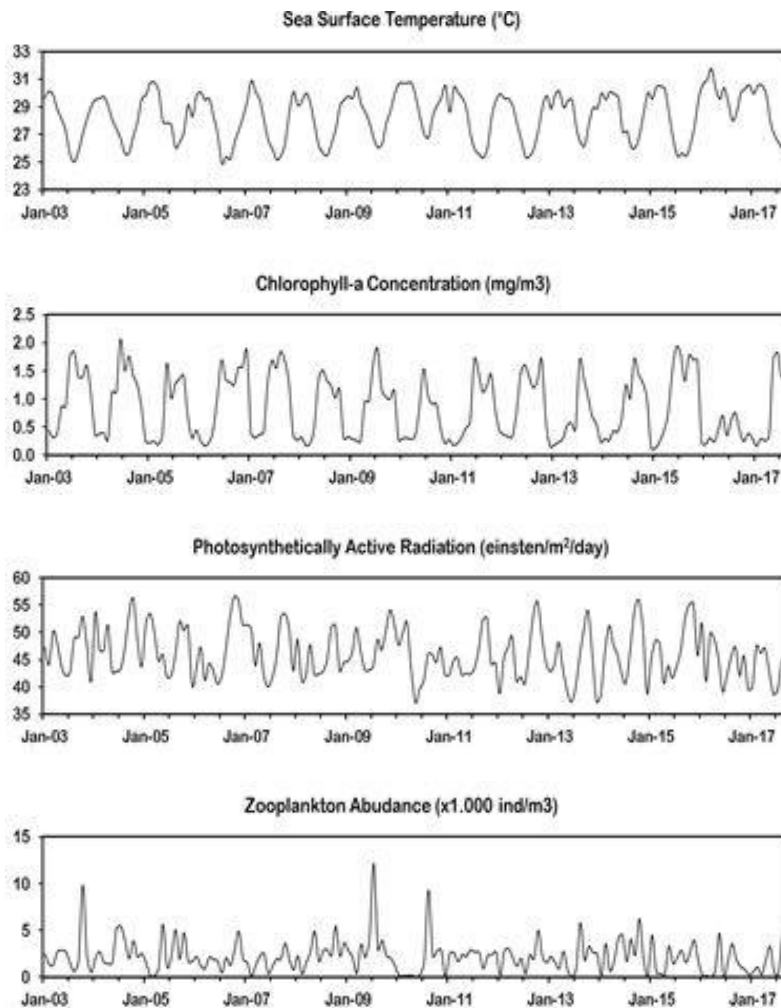 Sea Surface Temperature (°C)
33
31
29
27
25
23
Jan-03 Jan-05 Jan-07 Jan-09 Jan-11 Jan-13 Jan-15 Jan-17
Chlorophyll-a Concentration (mg/m3)
2.5
2.0
1.5
1.0
0.5
0.0
Jan-03 Jan-05 Jan-07 Jan-09 Jan-11 Jan-13 Jan-15 Jan-17
Photosynthetically Active Radiation (einsten/m²/day)
60
55
50
45
40
35
Jan-03 Jan-05 Jan-07 Jan-09 Jan-11 Jan-13 Jan-15 Jan-17
Zooplankton Abudance (x1.000 ind/m3)
15
10
5
0
Jan-03 Jan-05 Jan-07 Jan-09 Jan-11 Jan-13 Jan-15 Jan-17